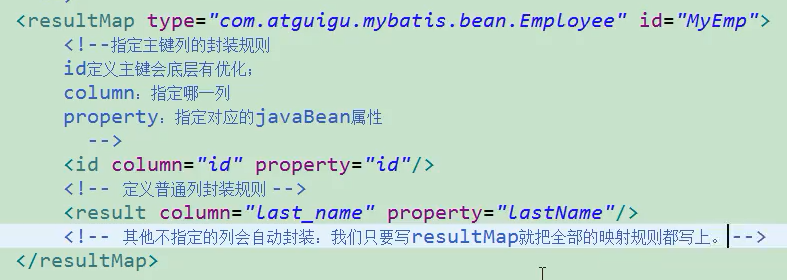 <resultMap type="com.atguigu.mybatis.bean.Employee" id="MyEmp">
<!--指定主键列的封装规则
id定义主键会底层有优化；
column：指定哪一列
property：指定对应的javaBean属性
-->
<id column="id" property="id"/>
<!-- 定义普通列封装规则 -->
<result column="last_name" property="lastName"/>
<!-- 其他不指定的列会自动封装：我们只要写resultMap就把全部的映射规则都写上。-->
</resultMap>